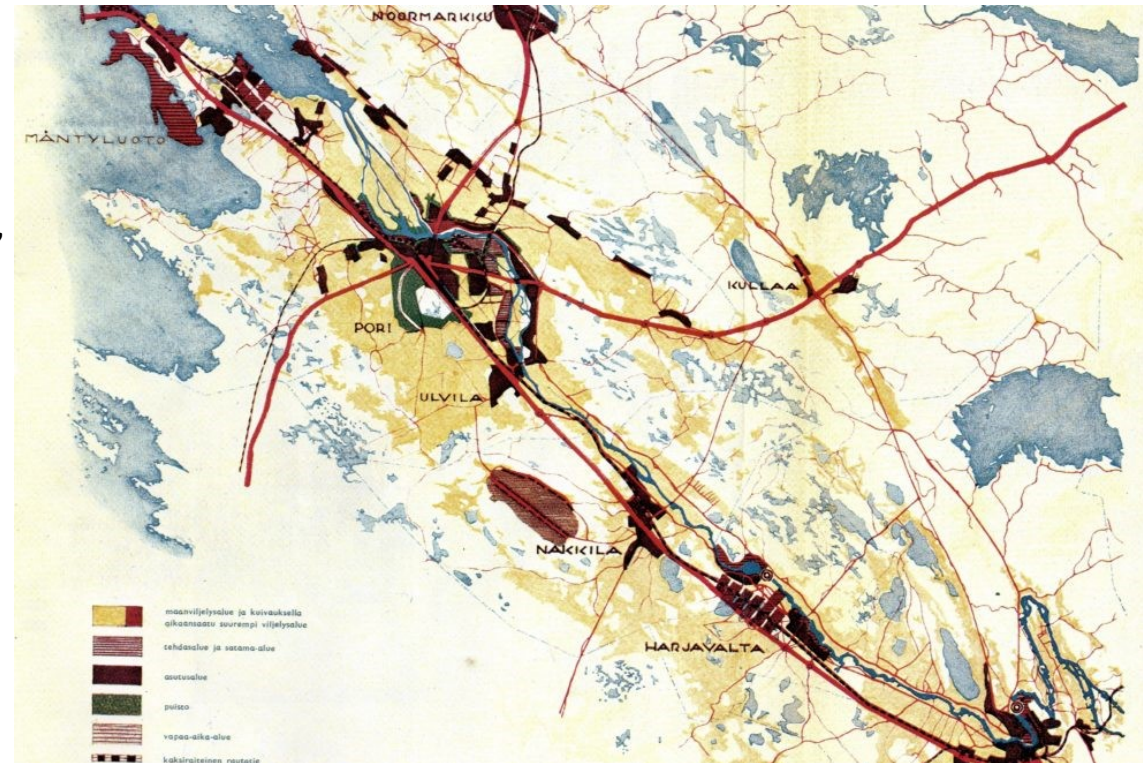 NOORMARKKU
MÄNTYLUOTO
KULLAA
PORI
ULVILA
NAKKILA
HARJAVALTA
maanviljelysalue ja kuivauksella
aikaansaatu suurempi viljelysalue
tehdasalue ja satama-alue
asutusalue
puisto
vapaa-aika-alue
kaksiraiteinen rautatie